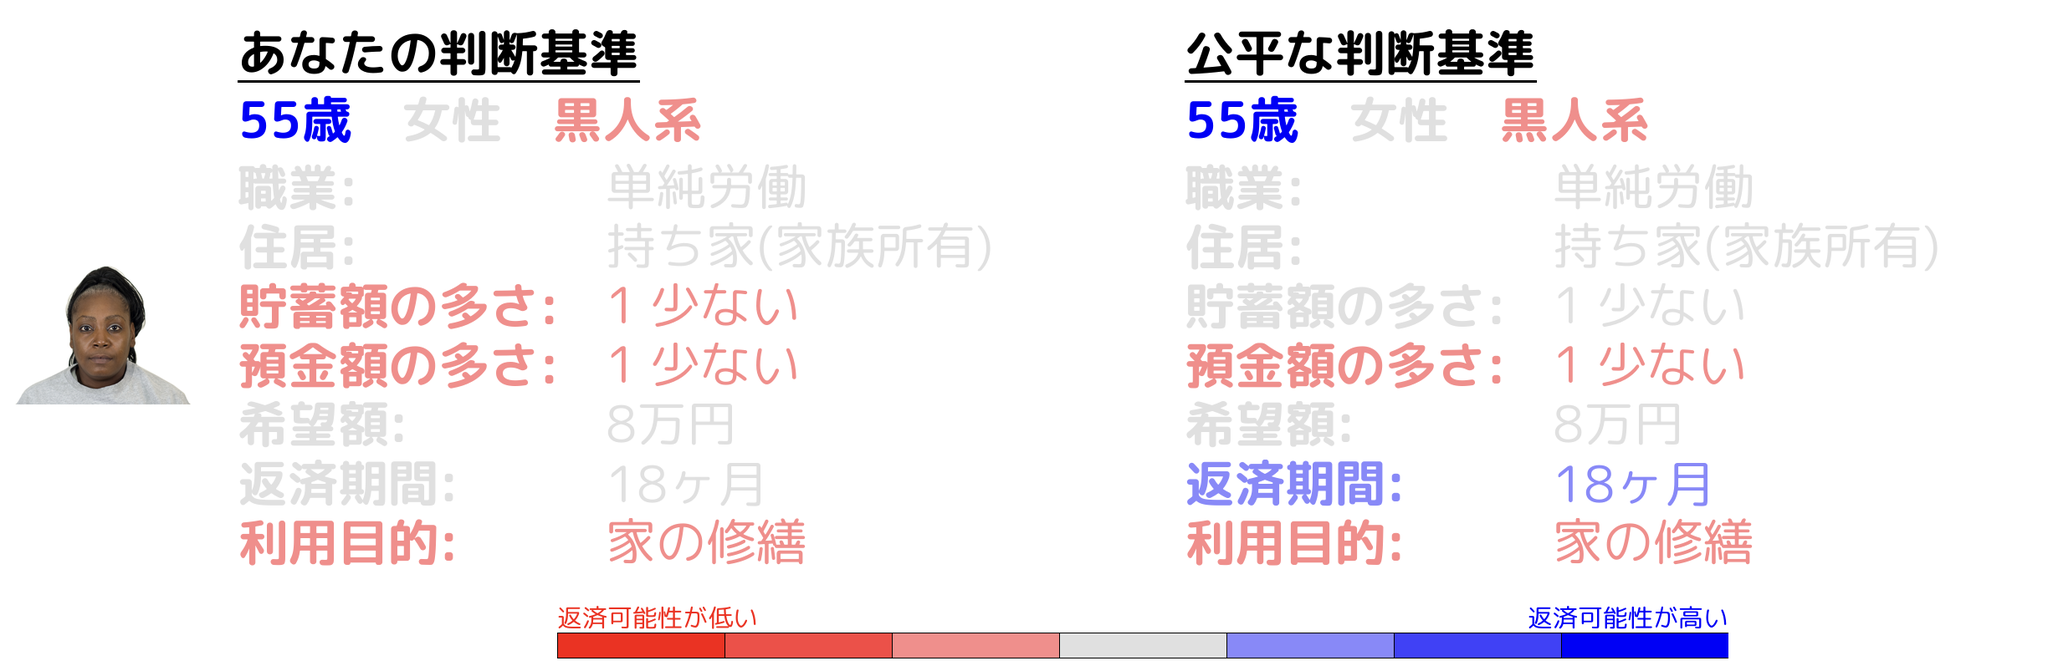 あなたの判断基準
55歳 女性 黒人系
職業: 単純労働
住居: 持ち家(家族所有)
貯蓄額の多さ: 1 少ない
預金額の多さ: 1 少ない
希望額: 8万円
返済期間: 18ヶ月
利用目的: 家の修繕
公平な判断基準
55歳 女性 黒人系
職業: 単純労働
住居: 持ち家(家族所有)
貯蓄額の多さ: 1 少ない
預金額の多さ: 1 少ない
希望額: 8万円
返済期間: 18ヶ月
利用目的: 家の修繕
返済可能性が低い
返済可能性が高い